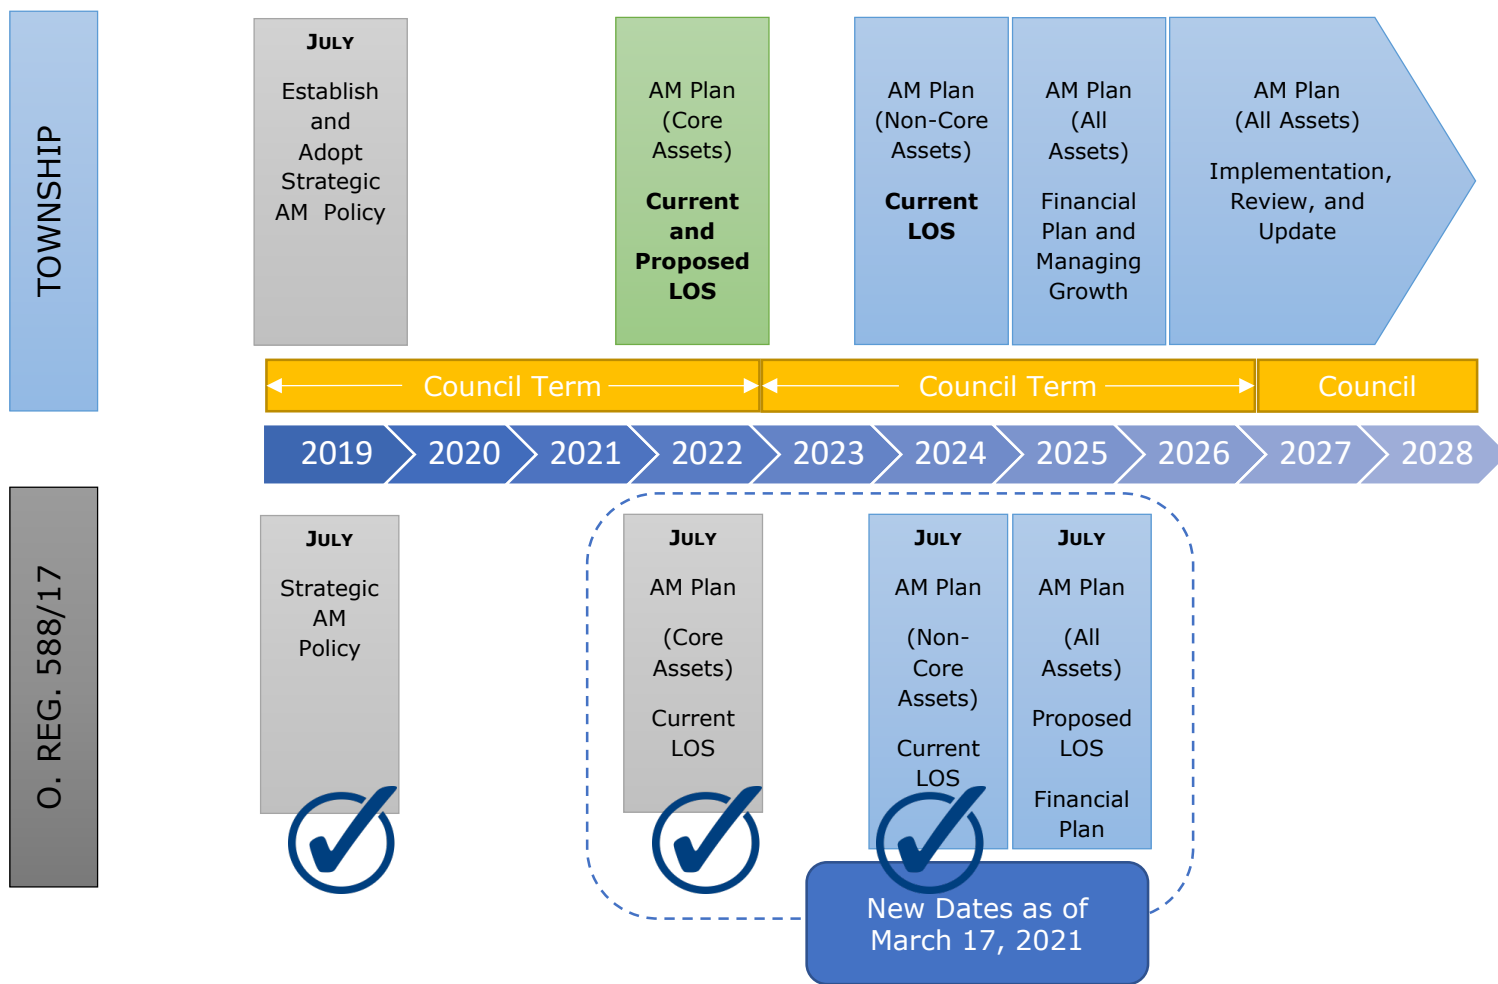 TOWNSHIP
JULY
Establish
and
Adopt
Strategic
AM Policy
AM Plan
(Core
Assets)
Current
and
Proposed
LOS
AM Plan
(Non-Core
Assets)
Current
LOS
AM Plan
(All
Assets)
Financial
Plan and
Managing
Growth
AM Plan
(All Assets)
Implementation,
Review, and
Update
Council Term
Council Term
Council
2019
2020
2021
2022
2023
2024
2025
2026
2027
2028
O. REG. 588/17
JULY
Strategic
AM
Policy
JULY
AM Plan
(Core
Assets)
Current
LOS
JULY
AM Plan
(Non-
Core
Assets)
Current
LOS
JULY
AM Plan
(All
Assets)
Proposed
LOS
Financial
Plan
New Dates as of
March 17, 2021